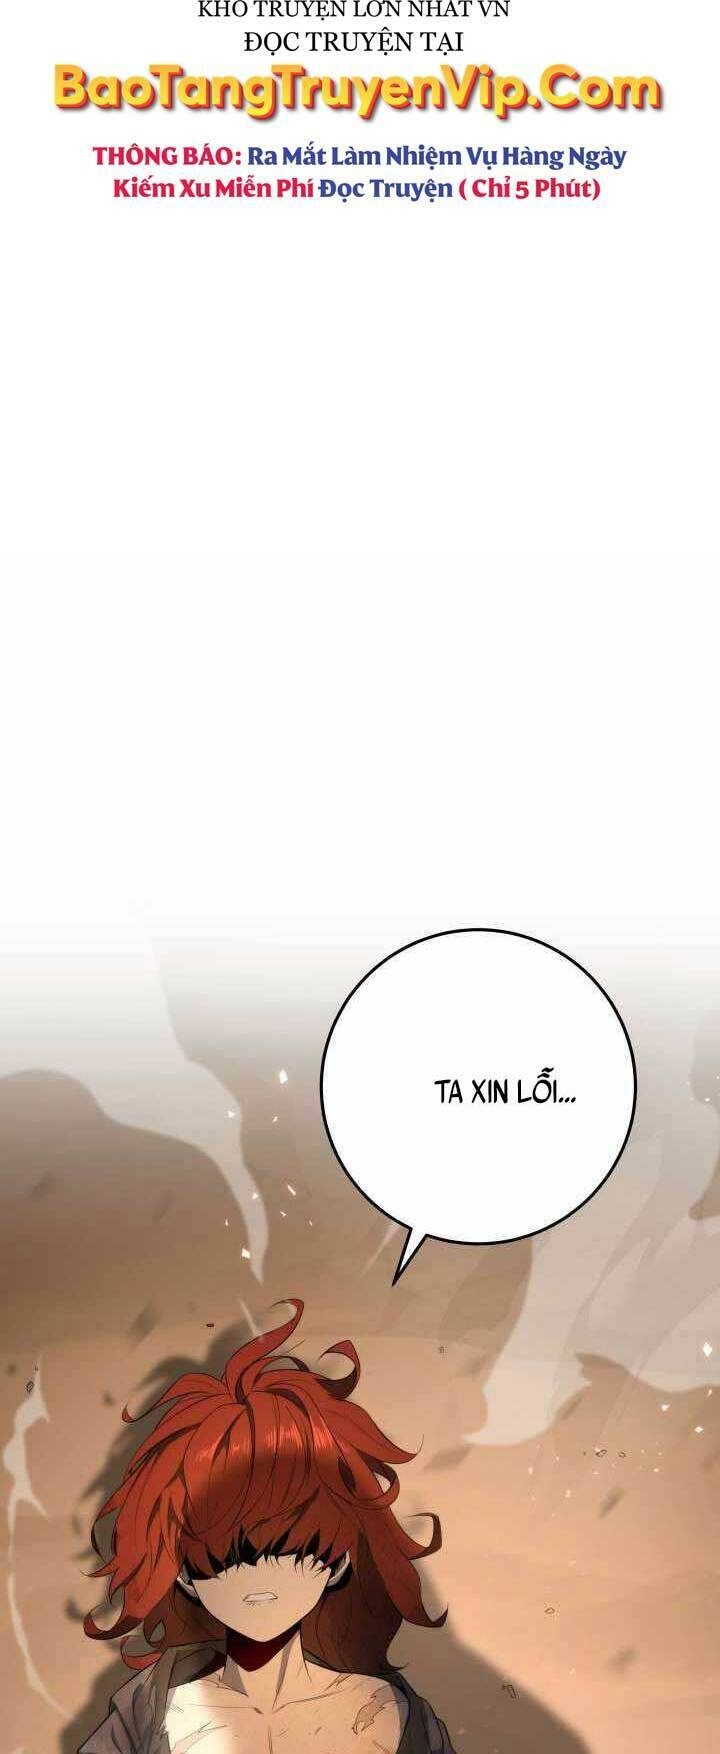 KHO TRUYỆN LỚN NHẤT VN
ĐỌC TRUYỆN TẠI
BaoTangTruyenVip.Com
THÔNG BÁO: Ra Mắt Làm Nhiệm Vụ Hàng Ngày
Kiếm Xu Miễn Phí Đọc Truyện ( Chỉ 5 Phút)
TA XIN LỖI...